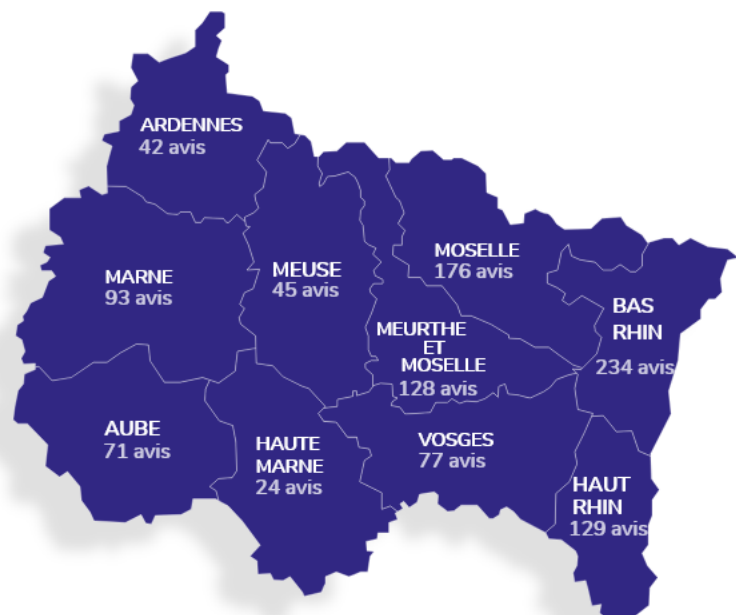 ARDENNES
42 avis
MARNE
93 avis
MEUSE
45 avis
MOSELLE
176 avis
BAS
RHIN
234 avis
MEURTHE
ET
MOSELLE
128 avis
AUBE
71 avis
HAUTE
MARNE
24 avis
VOSGES
77 avis
HAUT
RHIN
129 avis